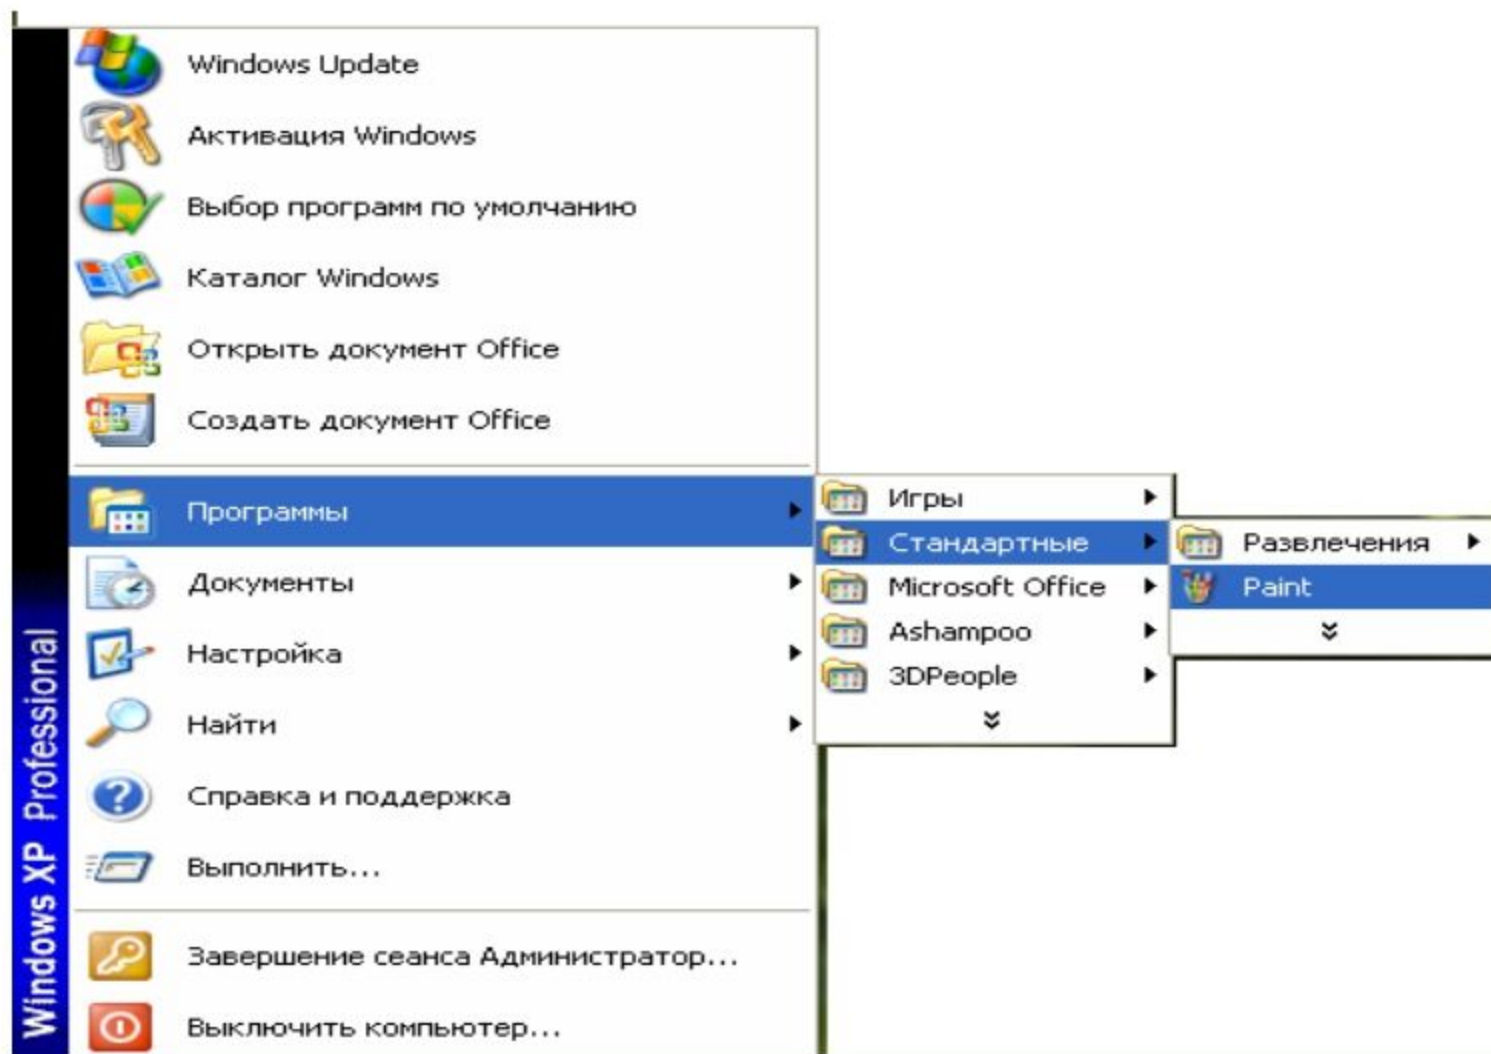 Windows Update
Активация Windows
Выбор программ по умолчанию
Каталог Windows
Открыть документ Office
Создать документ Office
Программы
Документы
Настройка
Найти
Справка и поддержка
Выполнить...
Завершение сеанса Администратор...
Выключить компьютер...
Windows XP Professional
Игры
Стандартные
Microsoft Office
Ashampoo
3DPeople
Развлечения
Paint